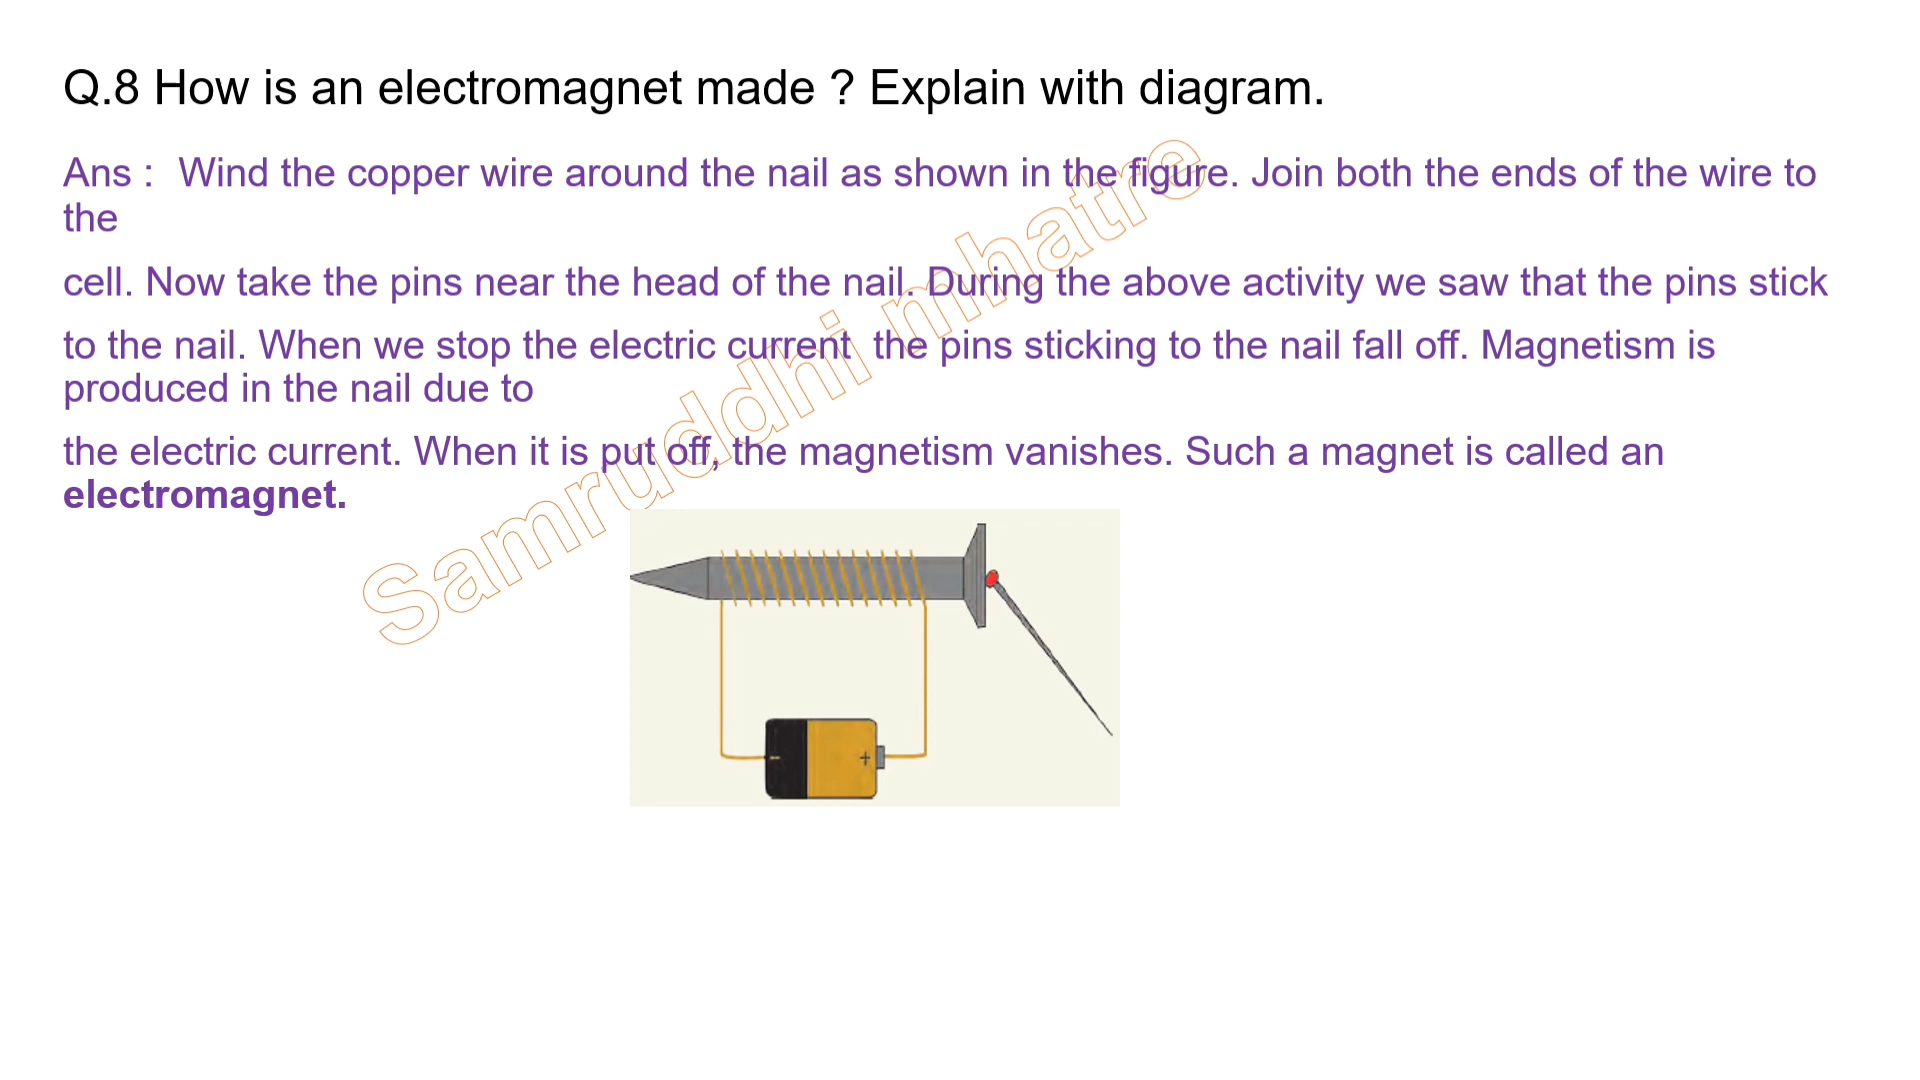 Q.8 How is an electromagnet made ? Explain with diagram.
Ans :  Wind the copper wire around the nail as shown in the figure. Join both the ends of the wire to
the
cell. Now take the pins near the head of the nail. During the above activity we saw that the pins stick
to the nail. When we stop the electric current  the pins sticking to the nail fall off. Magnetism is
produced in the nail due to
the electric current. When it is put off, the magnetism vanishes. Such a magnet is called an
electromagnet.
Samruddhi mhatre
- +